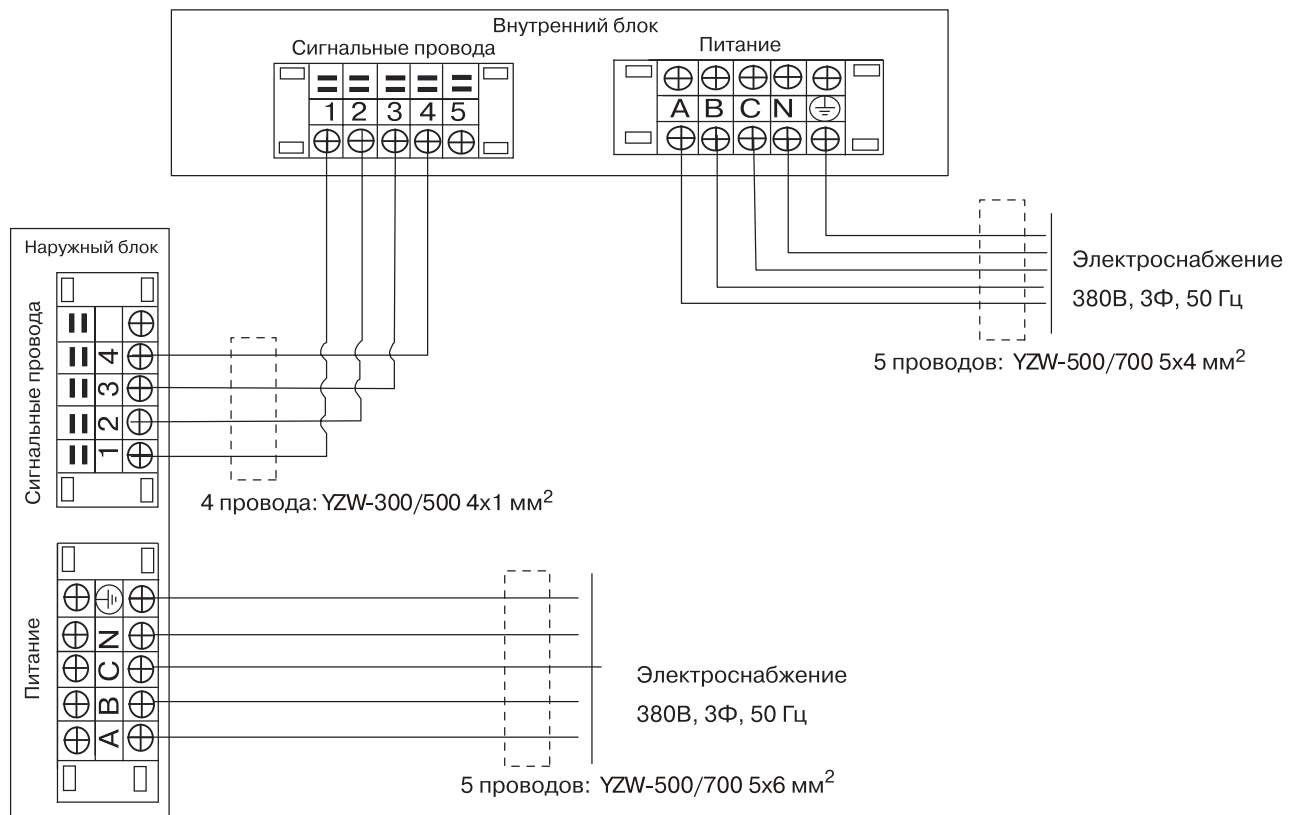 Внутренний блок
Сигнальные провода
Питание
1 2 3 4 5
A B C N
Наружный блок
Сигнальные провода
4
3
2
1
Электроснабжение
380В, 3Ф, 50 Гц
5 проводов: YZW-500/700 5x4 мм²
4 провода: YZW-300/500 4x1 мм²
Питание
N
C
B
A
Электроснабжение
380В, 3Ф, 50 Гц
5 проводов: YZW-500/700 5x6 мм²